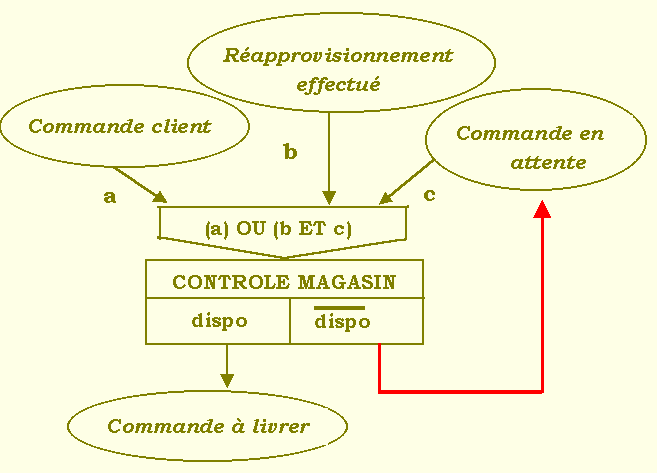 Réapprovisionnement
effectué
Commande client
Commande en
attente
b
a
c
(a) OU (b ET c)
CONTROLE MAGASIN
dispo
dispo
Commande à livrer